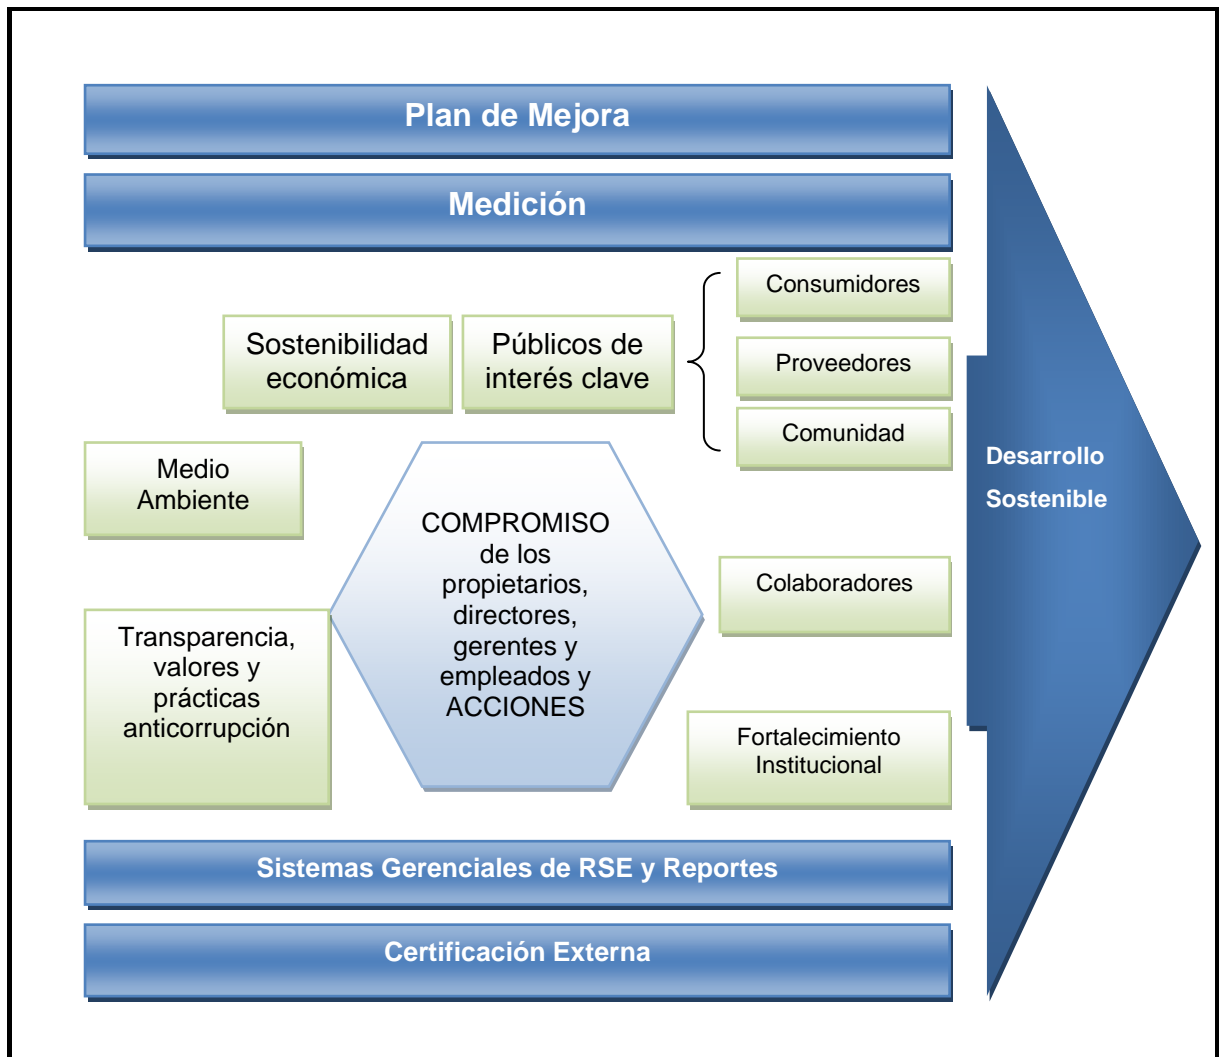 Plan de Mejora
Medición
Consumidores
Sostenibilidad
económica
Públicos de
interés clave
Proveedores
Comunidad
Medio
Ambiente
COMPROMISO
de los
propietarios,
directores,
gerentes y
empleados y
ACCIONES
Desarrollo
Sostenible
Colaboradores
Transparencia,
valores y
prácticas
anticorrupción
Fortalecimiento
Institucional
Sistemas Gerenciales de RSE y Reportes
Certificación Externa